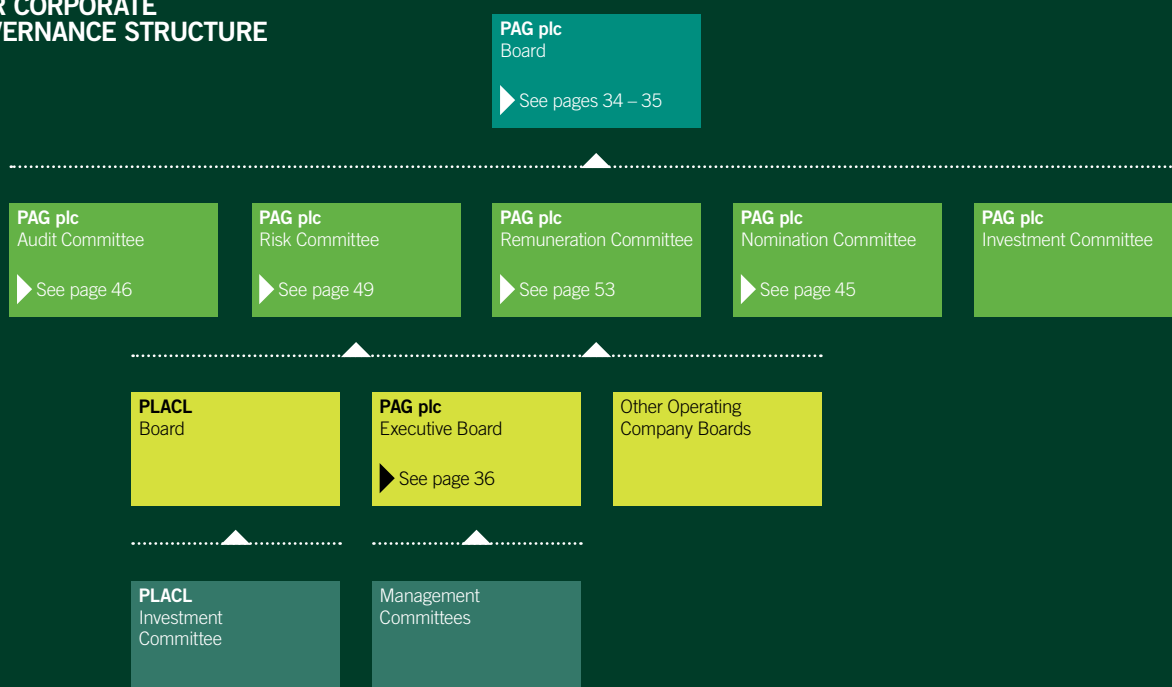 R CORPORATE
VERNANCE STRUCTURE
PAG plc
Board
See pages 34 – 35
PAG plc
Audit Committee
See page 46
PAG plc
Risk Committee
See page 49
PAG plc
Remuneration Committee
See page 53
PAG plc
Nomination Committee
See page 45
PAG plc
Investment Committee
PLACL
Board
PAG plc
Executive Board
See page 36
Other Operating
Company Boards
PLACL
Investment
Committee
Management
Committees